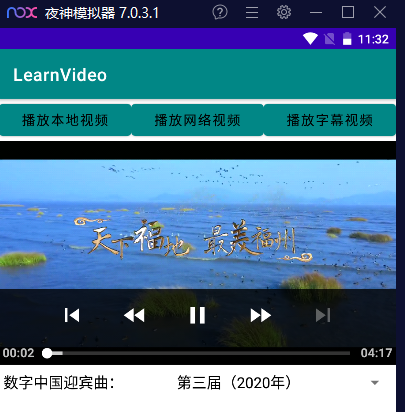 nox 夜神模拟器 7.0.3.1
11:32
LearnVideo
播放本地视频 播放网络视频 播放字幕视频
天下福地 最美福州
00:02 04:17
数字中国迎宾曲： 第三届（2020年）